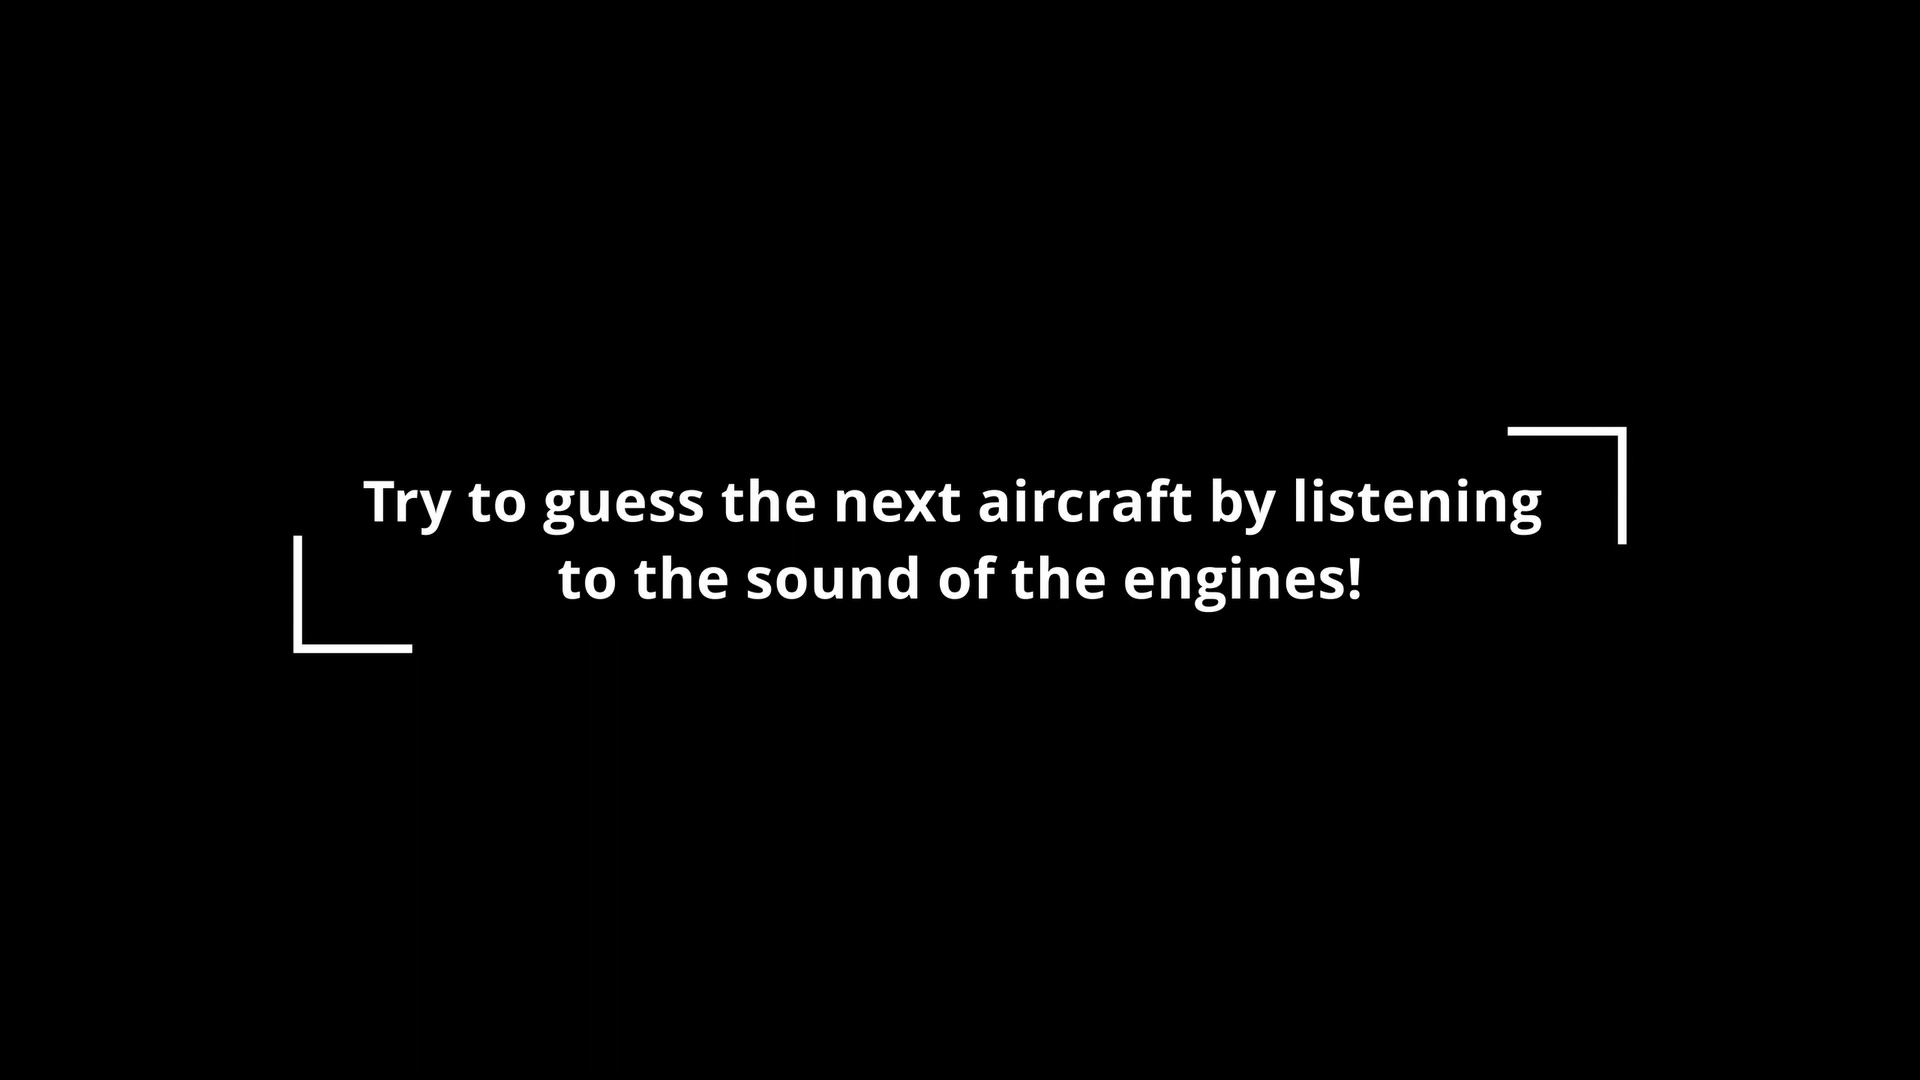 Try to guess the next aircraft by listening
to the sound of the engines!